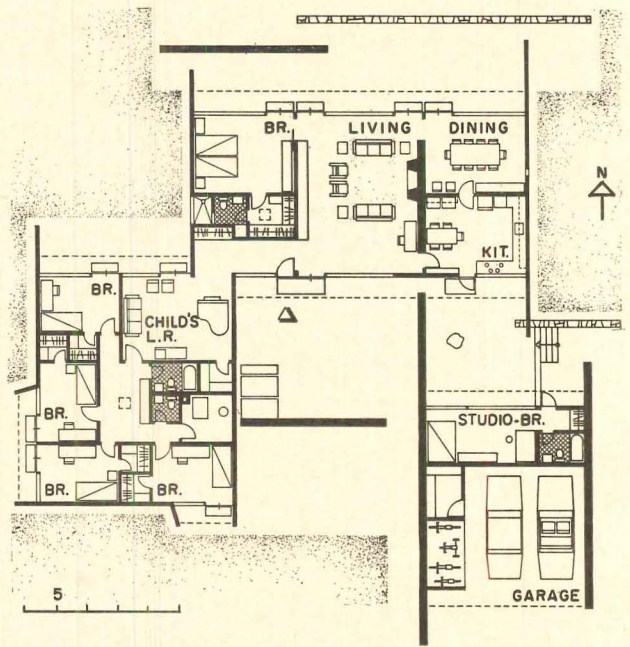 BR.
LIVING
DINING
N
KIT.
BR.
CHILD'S
L.R.
BR.
STUDIO-BR.
BR.
BR.
5
GARAGE